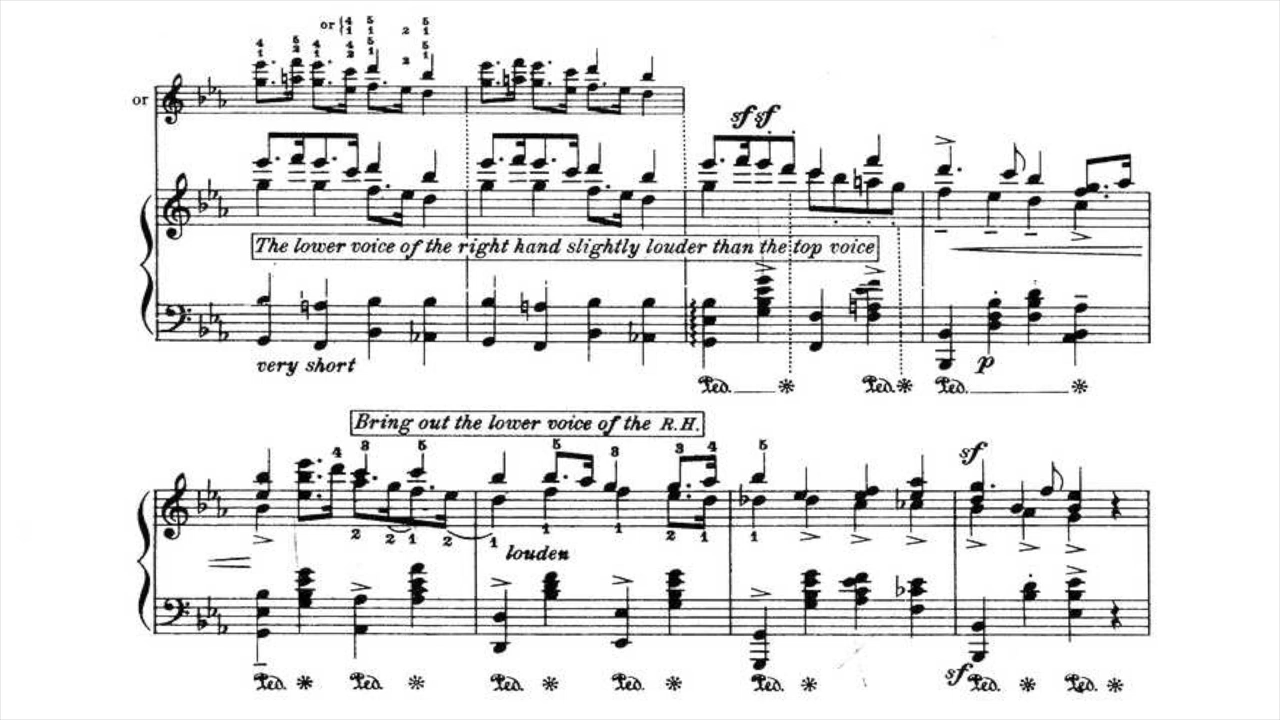 or
or
sf sf
The lower voice of the right hand slightly louder than the top voice
very short
p
Ped. Ped. Ped.
Bring out the lower voice of the R.H.
sf
louden
sf
Ped. Ped. Ped. Ped. Ped. Ped. Ped.